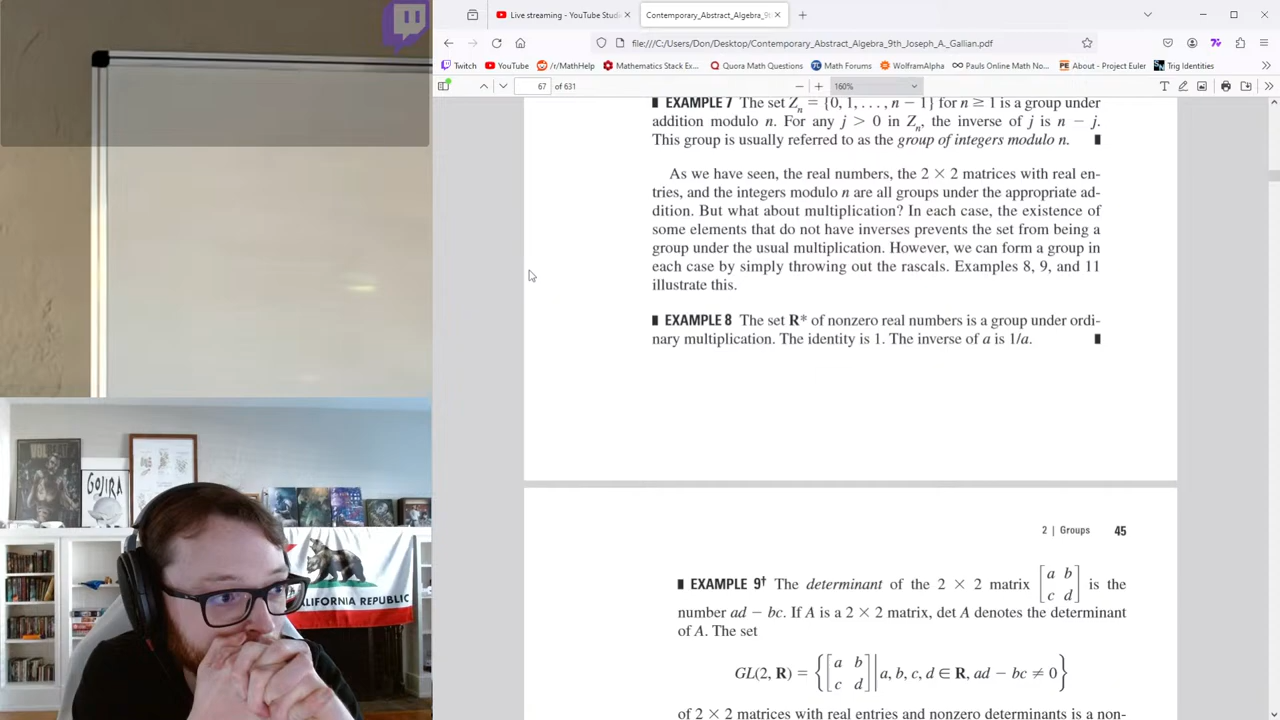 Live streaming - YouTube Studi
Contemporary_Abstract_Algebra_9t
file:///C:/Users/Don/Desktop/Contemporary_Abstract_Algebra_9th_Joseph_A._Gallian.pdf
Twitch
YouTube
(8) r/MathHelp
Mathematics Stack Ex...
Quora Math Questions
Math Forums
WolframAlpha
Pauls Online Math No...
About - Project Euler
Trig Identities
67 of 631
160%
EXAMPLE 7 The set Zn = {0, 1, . . . , n − 1} for n ≥ 1 is a group under
addition modulo n. For any j > 0 in Zn, the inverse of j is n − j.
This group is usually referred to as the group of integers modulo n.
As we have seen, the real numbers, the 2 × 2 matrices with real en-
tries, and the integers modulo n are all groups under the appropriate ad-
dition. But what about multiplication? In each case, the existence of
some elements that do not have inverses prevents the set from being a
group under the usual multiplication. However, we can form a group in
each case by simply throwing out the rascals. Examples 8, 9, and 11
illustrate this.
EXAMPLE 8 The set R* of nonzero real numbers is a group under ordi-
nary multiplication. The identity is 1. The inverse of a is 1/a.
2 | Groups 45
EXAMPLE 9† The determinant of the 2 × 2 matrix [a b c d] is the
number ad − bc. If A is a 2 × 2 matrix, det A denotes the determinant
of A. The set
GL(2, R) = {[a b c d] | a, b, c, d ∈ R, ad − bc ≠ 0}
of 2 × 2 matrices with real entries and nonzero determinants is a non-
VOL
GOJIRA
ALIFORNIA REPUBLIC